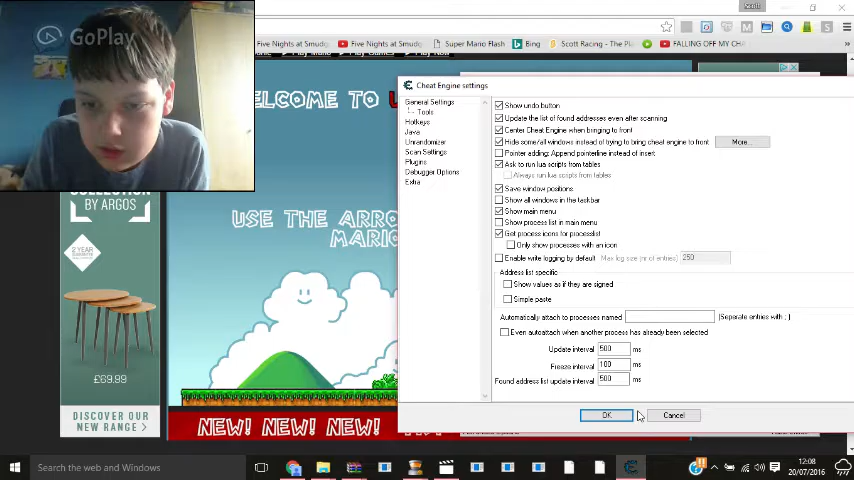 scott
GoPlay
Five Nights at Smudg
Five Nights at Smudg
Super Mario Flash
Bing
Scott Racing - The Pl
FALLING OFF MY CHA
Cheat Engine settings
ELCOME TO
USE THE ARRO
MARIO
General Settings
Tools
Hotkeys
Java
Unrandomizer
Scan Settings
Plugins
Debugger Options
Extra
Show undo button
Update the list of found addresses even after scanning
Center Cheat Engine when bringing to front
Hide some/all windows instead of trying to bring cheat engine to front
More...
Pointer adding: Append pointerline instead of insert
Ask to run lua scripts from tables
Always run lua scripts from tables
Save window positions
Show all windows in the taskbar
Show main menu
Show process list in main menu
Get process icons for processlist
Only show processes with an icon
Enable write logging by default
Max log size (nr of entries)
250
Address list specific
Show values as if they are signed
Simple paste
Automatically attach to processes named
(Seperate entries with ; )
Even autoattach when another process has already been selected
Update interval 500 ms
Freeze interval 100 ms
Found address list update interval 500 ms
OK
Cancel
COLLECTION
BY ARGOS
2 YEAR
GUARANTEE
£69.99
DISCOVER OUR
NEW RANGE >
NEW! NEW! NEW!
Search the web and Windows
12:08
20/07/2016